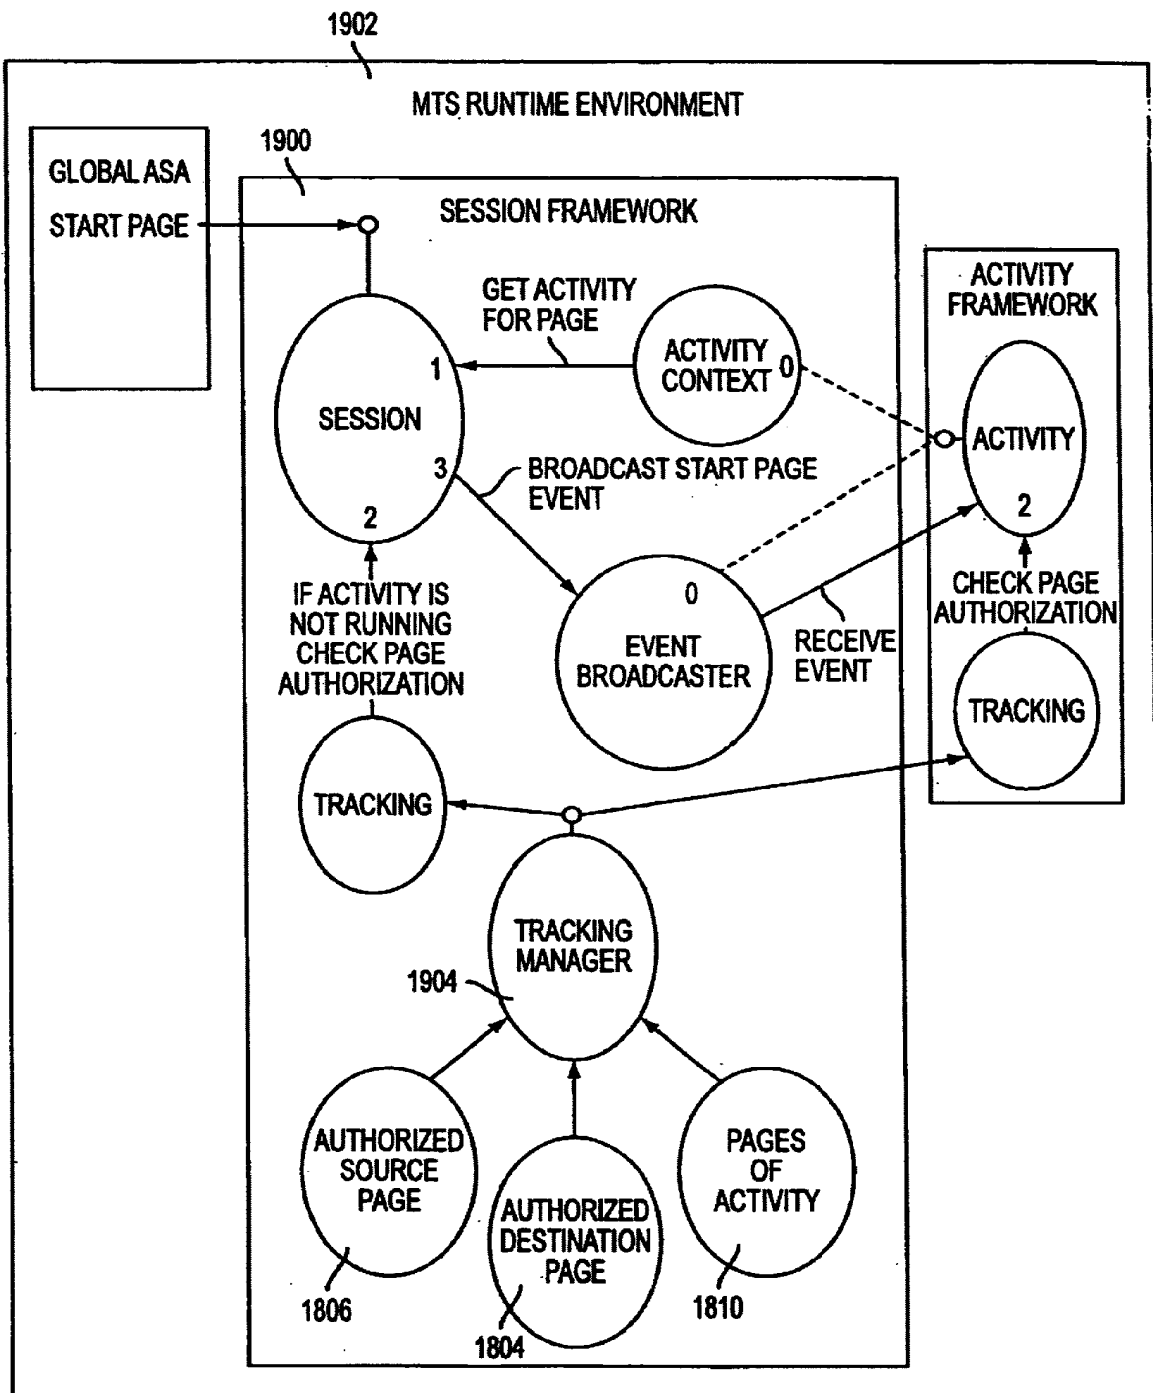 1902
MTS RUNTIME ENVIRONMENT
GLOBAL ASA
START PAGE
1900
SESSION FRAMEWORK
GET ACTIVITY
FOR PAGE
ACTIVITY
CONTEXT 0
ACTIVITY
FRAMEWORK
1
SESSION
3
2
ACTIVITY
2
BROADCAST START PAGE
EVENT
IF ACTIVITY IS
NOT RUNNING
CHECK PAGE
AUTHORIZATION
0
EVENT
BROADCASTER
RECEIVE
EVENT
CHECK PAGE
AUTHORIZATION
TRACKING
TRACKING
TRACKING
MANAGER
1904
AUTHORIZED
SOURCE
PAGE
1806
AUTHORIZED
DESTINATION
PAGE
1804
PAGES
OF
ACTIVITY
1810